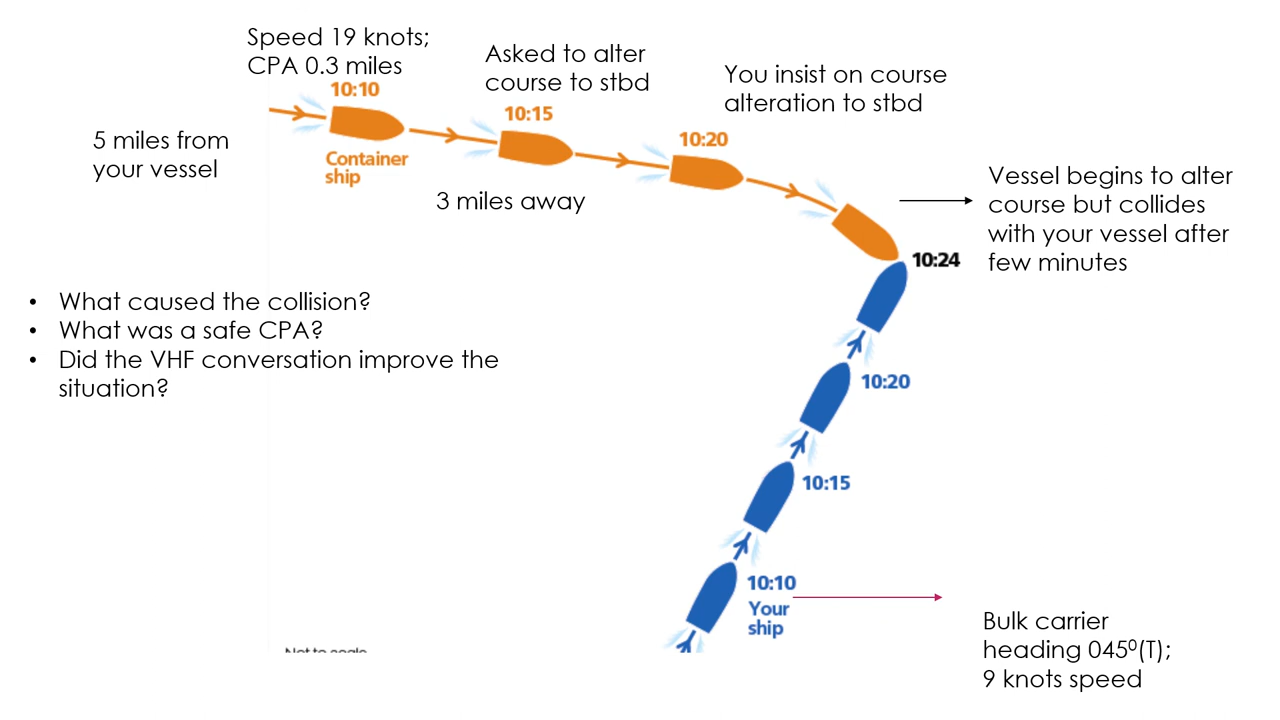 Speed 19 knots;
CPA 0.3 miles
10:10
Asked to alter
course to stbd
10:15
You insist on course
alteration to stbd
10:20
5 miles from
your vessel
Container
ship
3 miles away
Vessel begins to alter
course but collides
with your vessel after
few minutes
10:24
• What caused the collision?
• What was a safe CPA?
• Did the VHF conversation improve the
situation?
10:20
10:15
10:10
Your
ship
Bulk carrier
heading 045⁰(T);
9 knots speed
Not to scale